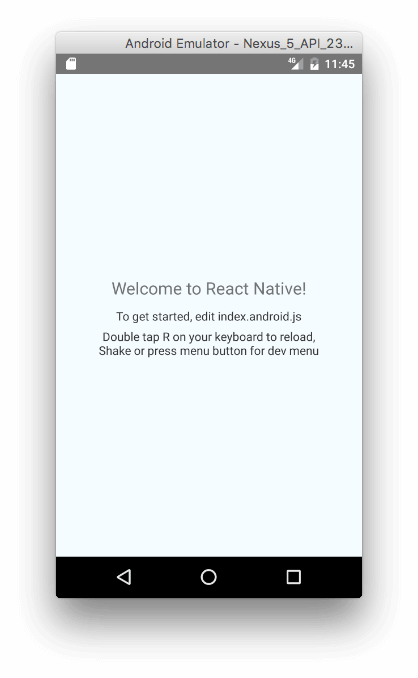 Android Emulator - Nexus_5_API_23...
4G 11:45
Welcome to React Native!
To get started, edit index.android.js
Double tap R on your keyboard to reload,
Shake or press menu button for dev menu